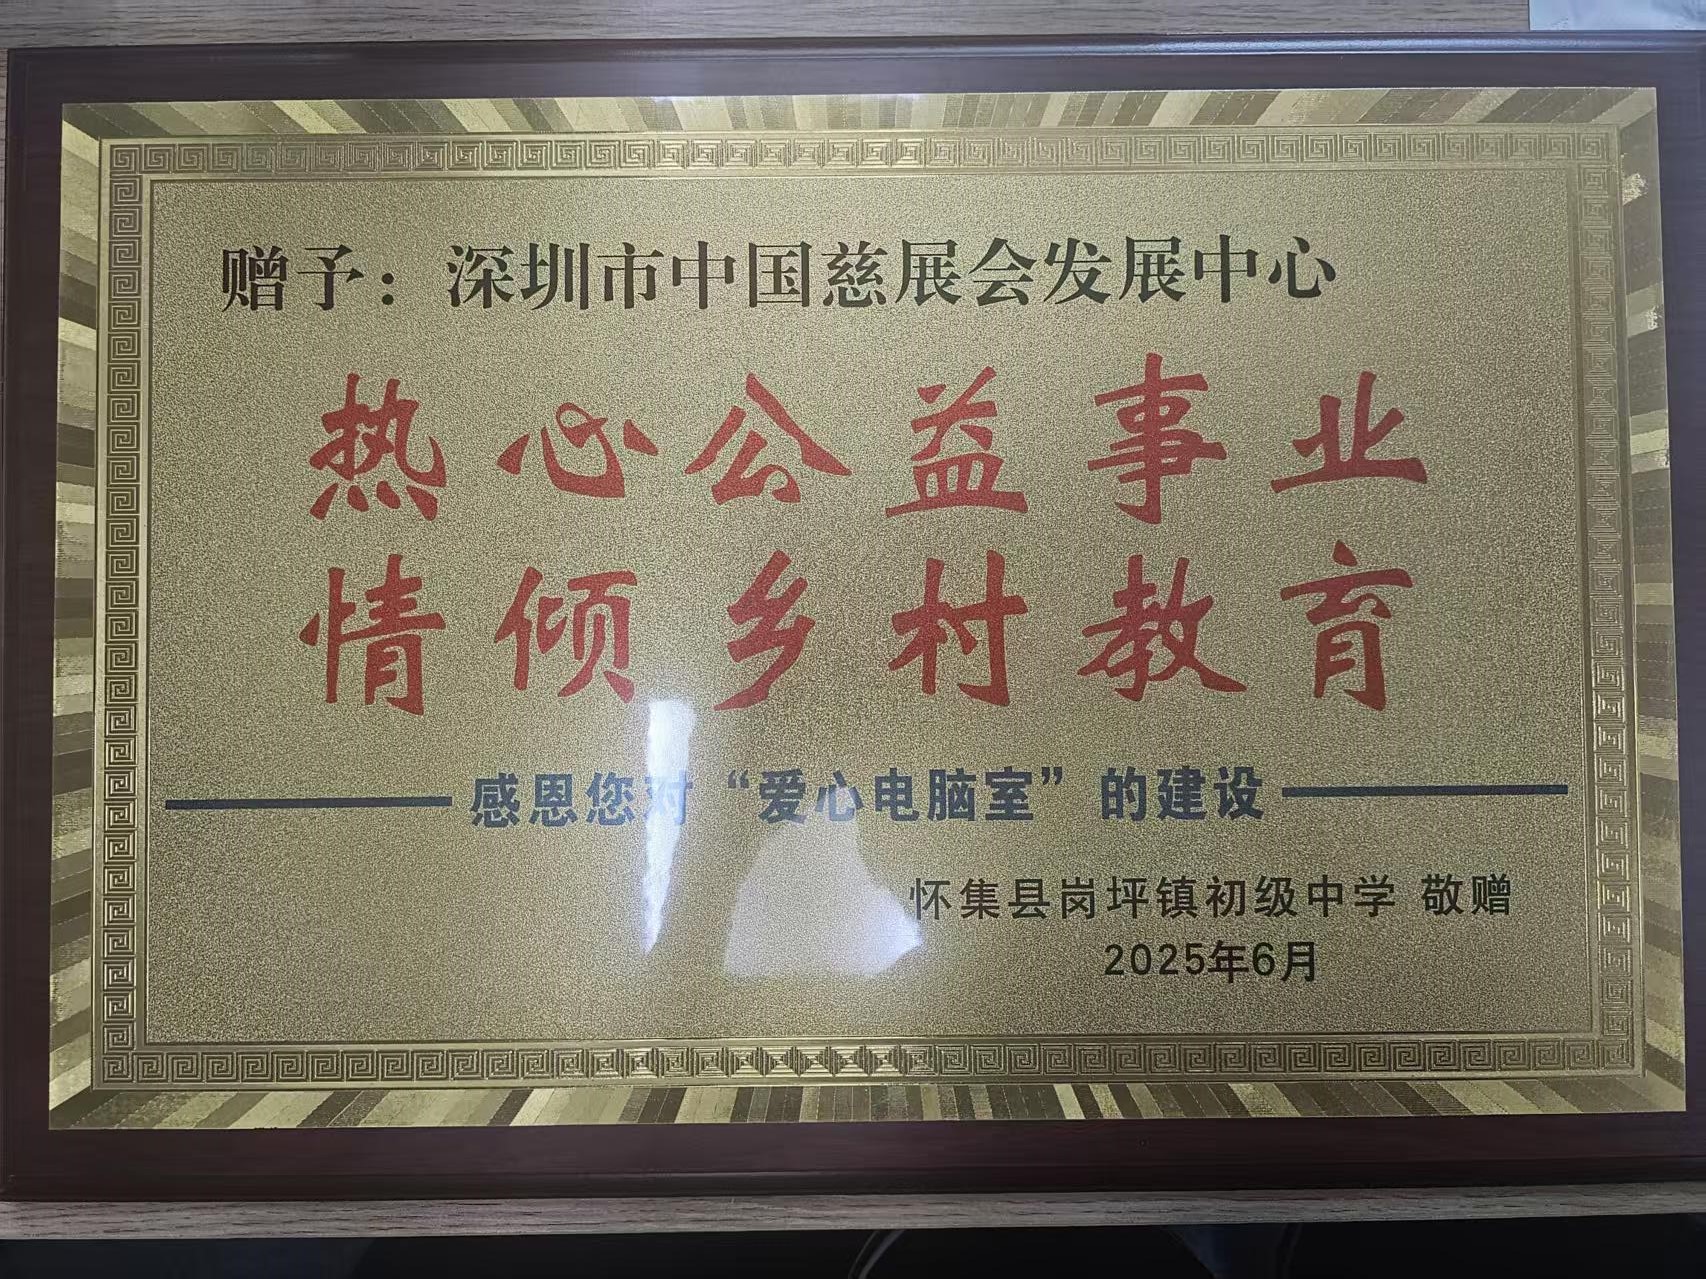 赠予：深圳市中国慈展会发展中心
热心公益事业
情倾乡村教育
感恩您对“爱心电脑室”的建设
怀集县岗坪镇初级中学 敬赠
2025年6月